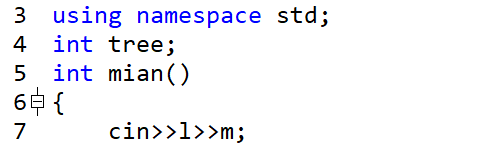 3 using namespace std;
4 int tree;
5 int mian()
6 {
7 cin>>l>>m;